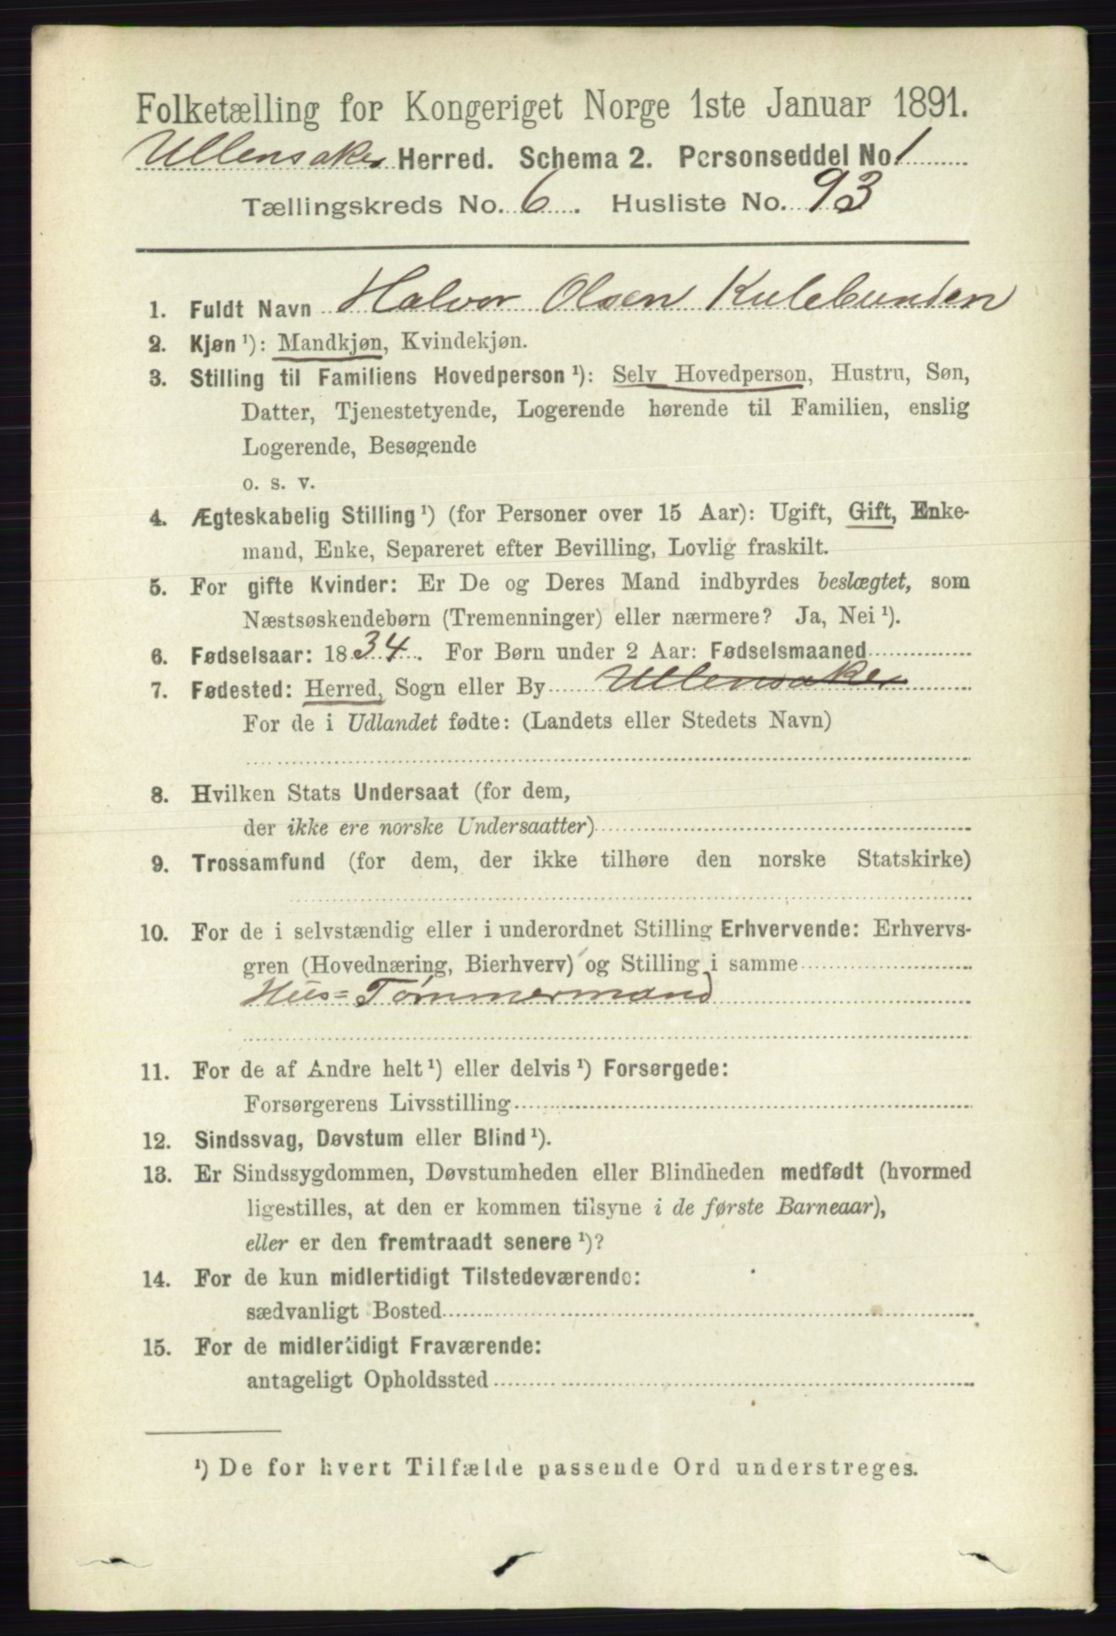 Folketælling for Kongeriget Norge 1ste Januar 1891.
Ullensaker Herred. Schema 2. Personseddel No. 1
Tællingskreds No. 6. Husliste No. 93
1. Fuldt Navn Halvor Olsen Kulebunden
2. Kjøn ¹): Mandkjøn, Kvindekjøn.
3. Stilling til Familiens Hovedperson ¹): Selv Hovedperson, Hustru, Søn,
Datter, Tjenestetyende, Logerende hørende til Familien, enslig
Logerende, Besøgende
o. s. v.
4. Ægteskabelig Stilling ¹) (for Personer over 15 Aar): Ugift, Gift, Enke-
mand, Enke, Separeret efter Bevilling, Lovlig fraskilt.
5. For gifte Kvinder: Er De og Deres Mand indbyrdes beslægtet, som
Næstsøskendebørn (Tremenninger) eller nærmere? Ja, Nei ¹).
6. Fødselsaar: 1834. For Børn under 2 Aar: Fødselsmaaned
7. Fødested: Herred, Sogn eller By Ullensaker
For de i Udlandet fødte: (Landets eller Stedets Navn)
8. Hvilken Stats Undersaat (for dem,
der ikke ere norske Undersaatter)
9. Trossamfund (for dem, der ikke tilhøre den norske Statskirke)
10. For de i selvstændig eller i underordnet Stilling Erhvervende: Erhvervs-
gren (Hovednæring, Bierhverv) og Stilling i samme
Hus=Tømmermand
11. For de af Andre helt ¹) eller delvis ¹) Forsørgede:
Forsørgerens Livsstilling
12. Sindssvag, Døvstum eller Blind ¹).
13. Er Sindssygdommen, Døvstumheden eller Blindheden medfødt (hvormed
ligestilles, at den er kommen tilsyne i de første Barneaar),
eller er den fremtraadt senere ¹)?
14. For de kun midlertidigt Tilstedeværende:
sædvanligt Bosted
15. For de midlertidigt Fraværende:
antageligt Opholdssted
¹) De for hvert Tilfælde passende Ord understreges.